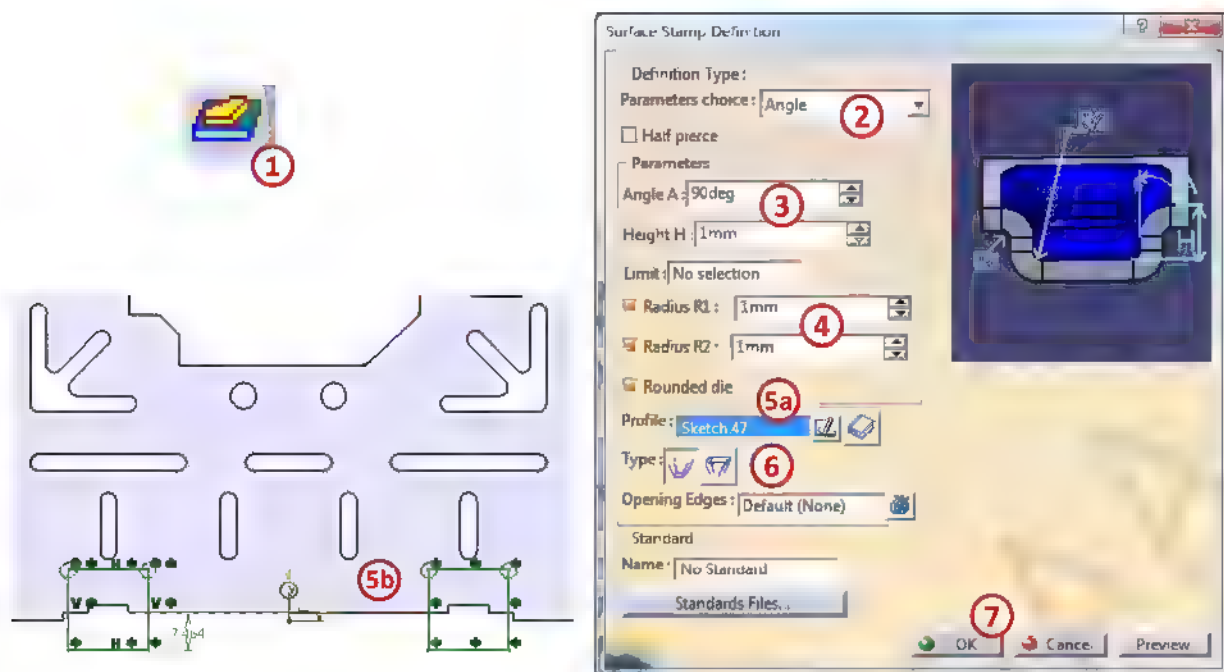 1
Surface Stamp Definition
Definition Type :
Parameters choice : Angle
2
Half pierce
Parameters
Angle A : 90deg
3
Height H : 1mm
Limit : No selection
Radius R1 : 1mm
4
Radius R2 : 1mm
Rounded die
5a
Profile : Sketch.47
Type :
6
Opening Edges : Default (None)
Standard
Name : No Standard
Standards Files...
7
OK Cancel Preview
H
5b
H
V
V
H
H